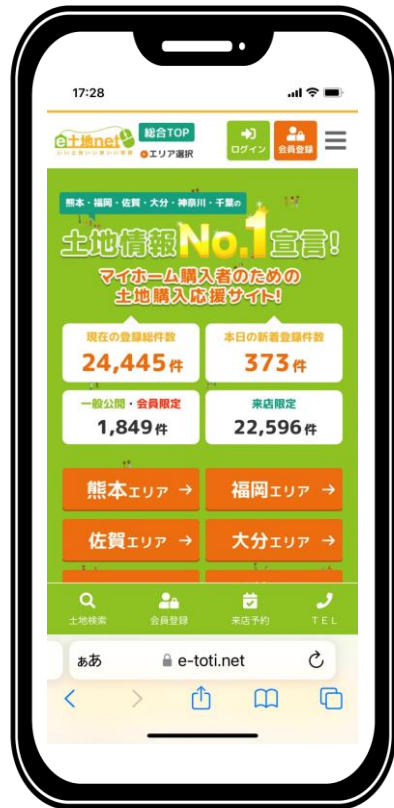 17:28
e土地net
総合TOP
エリア選択
ログイン
会員登録
熊本・福岡・佐賀・大分・神奈川・千葉の
土地情報No.1宣言!
マイホーム購入者のための
土地購入応援サイト!
現在の登録総件数
24,445件
本日の新着登録件数
373件
一般公開・会員限定
1,849件
来店限定
22,596件
熊本エリア →
福岡エリア →
佐賀エリア →
大分エリア →
土地検索
会員登録
来店予約
TEL
ぁあ
e-toti.net